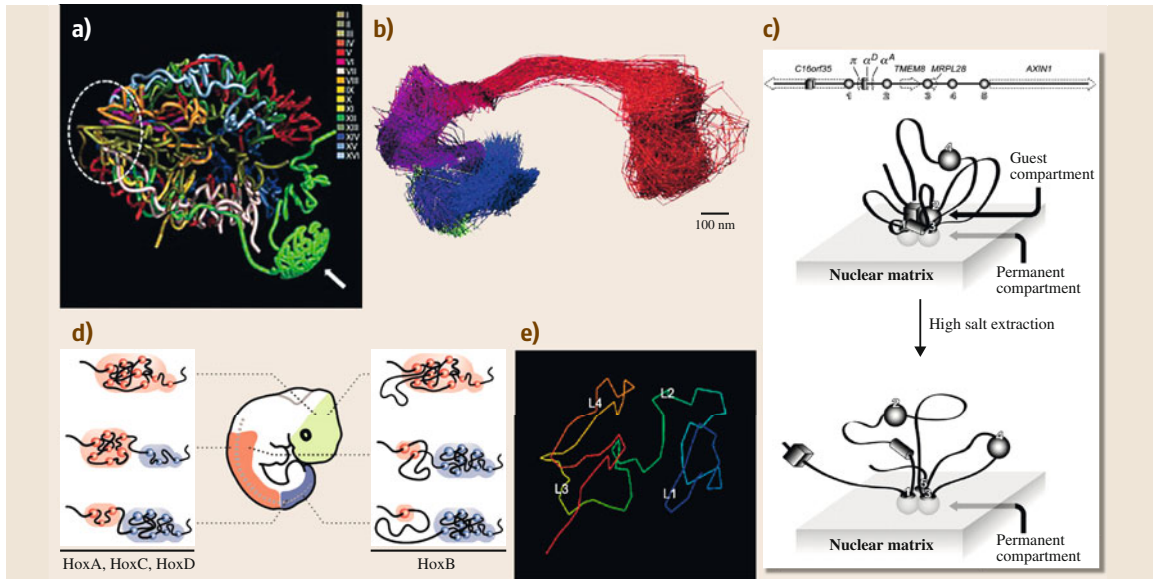 a)
I
II
III
IV
V
VI
VII
VIII
IX
X
XI
XII
XIII
XIV
XV
XVI
b)
100 nm
c)
C16orf35 π αD αA TMEM8 MRPL28 AXIN1
1 2 3 4 5
Guest
compartment
Nuclear matrix
Permanent
compartment
High salt extraction
Nuclear matrix
Permanent
compartment
d)
HoxA, HoxC, HoxD
HoxB
e)
L4
L2
L3
L1